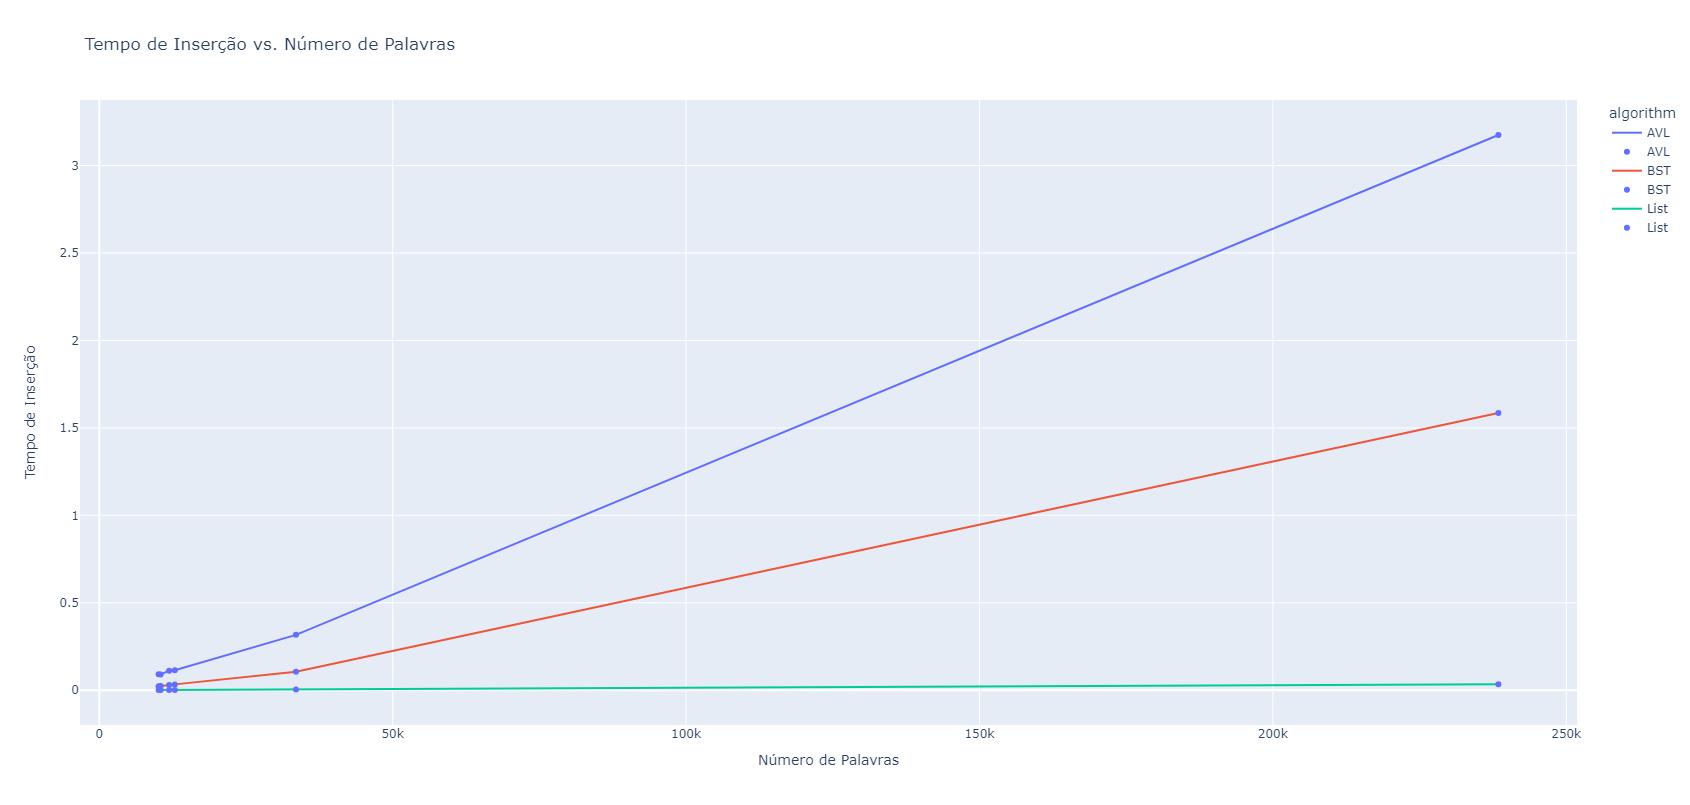 Tempo de Inserção vs. Número de Palavras
algorithm
AVL
AVL
BST
BST
List
List
Tempo de Inserção
3
2.5
2
1.5
1
0.5
0
0 50k 100k 150k 200k 250k
Número de Palavras